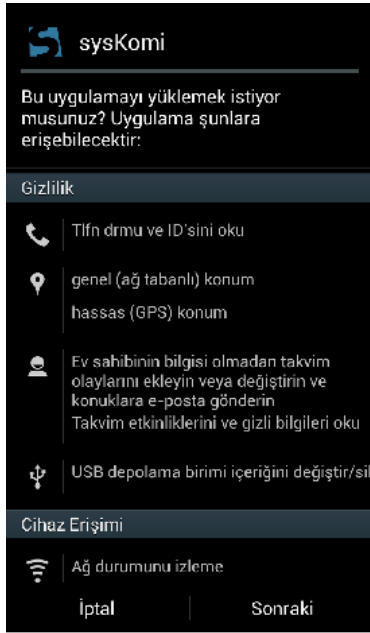 sysKomi
Bu uygulamayı yüklemek istiyor
musunuz? Uygulama şunlara
erişebilecektir:
Gizlilik
Tlfn drmu ve ID'sini oku
genel (ağ tabanlı) konum
hassas (GPS) konum
Ev sahibinin bilgisi olmadan takvim
olaylarını ekleyin veya değiştirin ve
konuklara e-posta gönderin
Takvim etkinliklerini ve gizli bilgileri oku
USB depolama birimi içeriğini değiştir/sil
Cihaz Erişimi
Ağ durumunu izleme
İptal
Sonraki